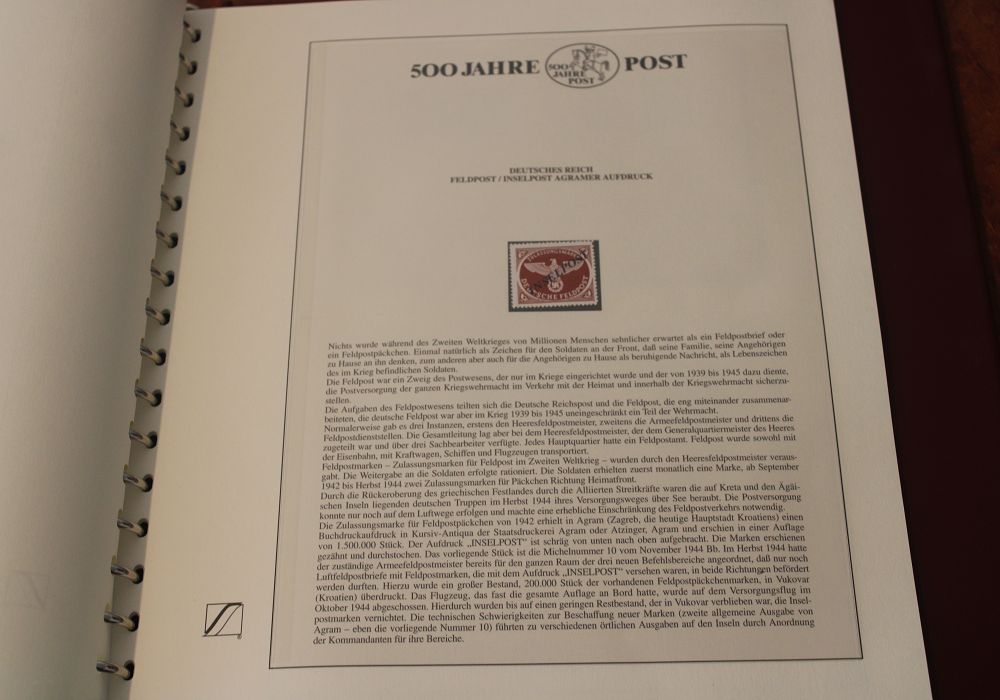 500 JAHRE POST
500
JAHRE
POST
DEUTSCHES REICH
FELDPOST / INSELPOST AGRAMER AUFDRUCK
ZULASSUNGSMARKE
INSELPOST
DEUTSCHE FELDPOST
Nichts wurde während des Zweiten Weltkrieges von Millionen Menschen sehnlicher erwartet als ein Feldpostbrief oder
ein Feldpostpäckchen. Einmal natürlich als Zeichen für den Soldaten an der Front, daß seine Familie, seine Angehörigen
zu Hause an ihn denken, zum anderen aber auch für die Angehörigen zu Hause als beruhigende Nachricht, als Lebenszeichen
des im Krieg befindlichen Soldaten.
Die Feldpost war ein Zweig des Postwesens, der nur im Kriege eingerichtet wurde und der von 1939 bis 1945 dazu diente,
die Postversorgung der ganzen Kriegswehrmacht im Verkehr mit der Heimat und innerhalb der Kriegswehrmacht sicherzu-
stellen.
Die Aufgaben des Feldpostwesens teilten sich die Deutsche Reichspost und die Feldpost, die eng miteinander zusammenar-
beiteten, die deutsche Feldpost war aber im Krieg 1939 bis 1945 uneingeschränkt ein Teil der Wehrmacht.
Normalerweise gab es drei Instanzen, erstens den Heeresfeldpostmeister, zweitens die Armeefeldpostmeister und drittens die
Feldpostdienststellen. Die Gesamtleitung lag aber bei dem Heeresfeldpostmeister, der dem Generalquartiermeister des Heeres
zugeteilt war und über drei Sachbearbeiter verfügte. Jedes Hauptquartier hatte ein Feldpostamt. Feldpost wurde sowohl mit
der Eisenbahn, mit Kraftwagen, Schiffen und Flugzeugen transportiert.
Feldpostmarken – Zulassungsmarken für Feldpost im Zweiten Weltkrieg – wurden durch den Heeresfeldpostmeister veraus-
gabt. Die Weitergabe an die Soldaten erfolgte rationiert. Die Soldaten erhielten zuerst monatlich eine Marke, ab September
1942 bis Herbst 1944 zwei Zulassungsmarken für Päckchen Richtung Heimatfront.
Durch die Rückeroberung des griechischen Festlandes durch die Alliierten Streitkräfte waren die auf Kreta und den Ägäi-
schen Inseln liegenden deutschen Truppen im Herbst 1944 ihres Versorgungsweges über See beraubt. Die Postversorgung
konnte nur noch auf dem Luftwege erfolgen und machte eine erhebliche Einschränkung des Feldpostverkehrs notwendig.
Die Zulassungsmarke für Feldpostpäckchen von 1942 erhielt in Agram (Zagreb, die heutige Hauptstadt Kroatiens) einen
Buchdruckaufdruck in Kursiv-Antiqua der Staatsdruckerei Agram oder Atzinger, Agram und erschien in einer Auflage
von 1.500.000 Stück. Der Aufdruck „INSELPOST“ ist schräg von unten nach oben aufgebracht. Die Marken erschienen
gezähnt und durchstochen. Das vorliegende Stück ist die Michelnummer 10 vom November 1944 Bb. Im Herbst 1944 hatte
der zuständige Armeefeldpostmeister bereits für den ganzen Raum der drei neuen Befehlsbereiche angeordnet, daß nur noch
Luftfeldpostbriefe mit Feldpostmarken, die mit dem Aufdruck „INSELPOST“ versehen waren, in beide Richtungen befördert
werden durften. Hierzu wurde ein großer Bestand, 200.000 Stück der vorhandenen Feldpostpäckchenmarken, in Vukovar
(Kroatien) überdruckt. Das Flugzeug, das fast die gesamte Auflage an Bord hatte, wurde auf dem Versorgungsflug im
Oktober 1944 abgeschossen. Hierdurch wurden bis auf einen geringen Restbestand, der in Vukovar verblieben war, die Insel-
postmarken vernichtet. Die technischen Schwierigkeiten zur Beschaffung neuer Marken (zweite allgemeine Ausgabe von
Agram – eben die vorliegende Nummer 10) führten zu verschiedenen örtlichen Ausgaben auf den Inseln durch Anordnung
der Kommandanten für ihre Bereiche.